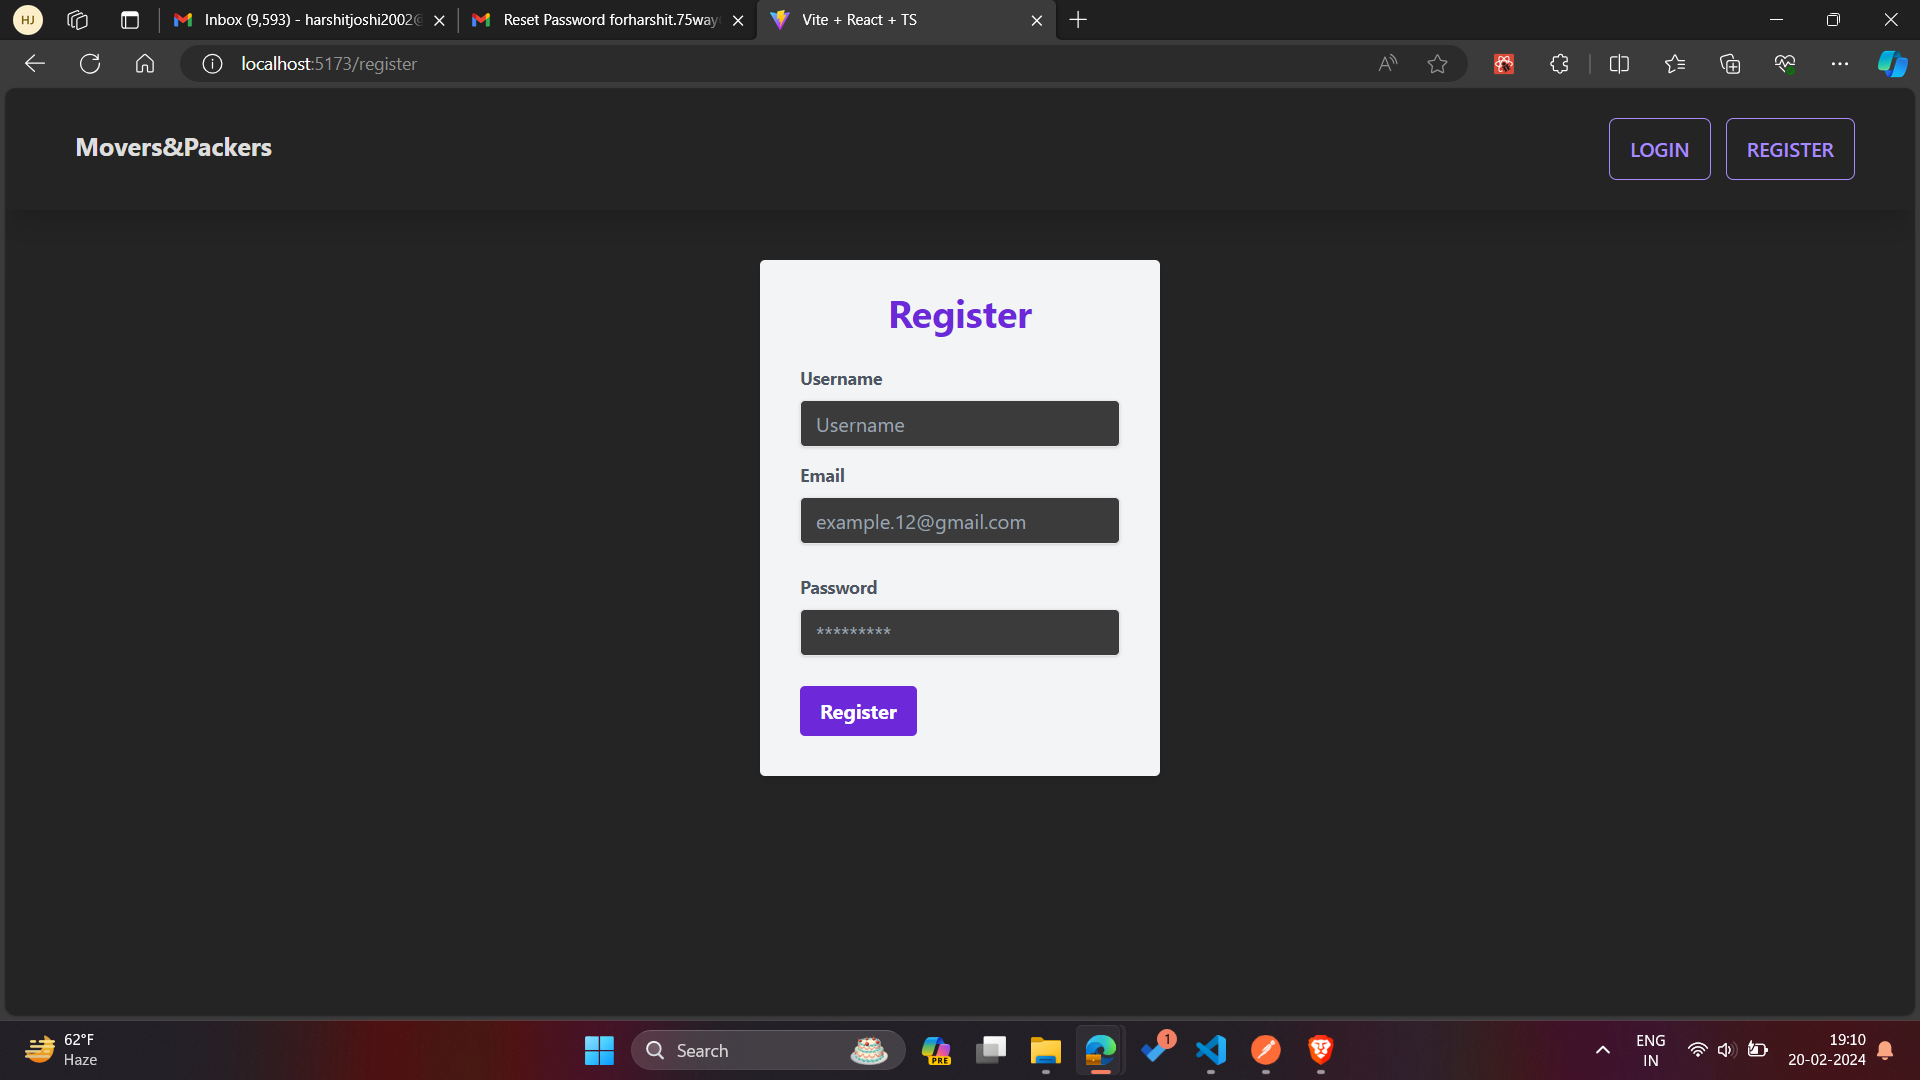 HJ
Inbox (9,593) - harshitjoshi2002@
Reset Password forharshit.75way
Vite + React + TS
localhost:5173/register
Movers&Packers
LOGIN
REGISTER
Register
Username
Username
Email
example.12@gmail.com
Password
*********
Register
62°F
Haze
Search
PRE
1
ENG
IN
19:10
20-02-2024